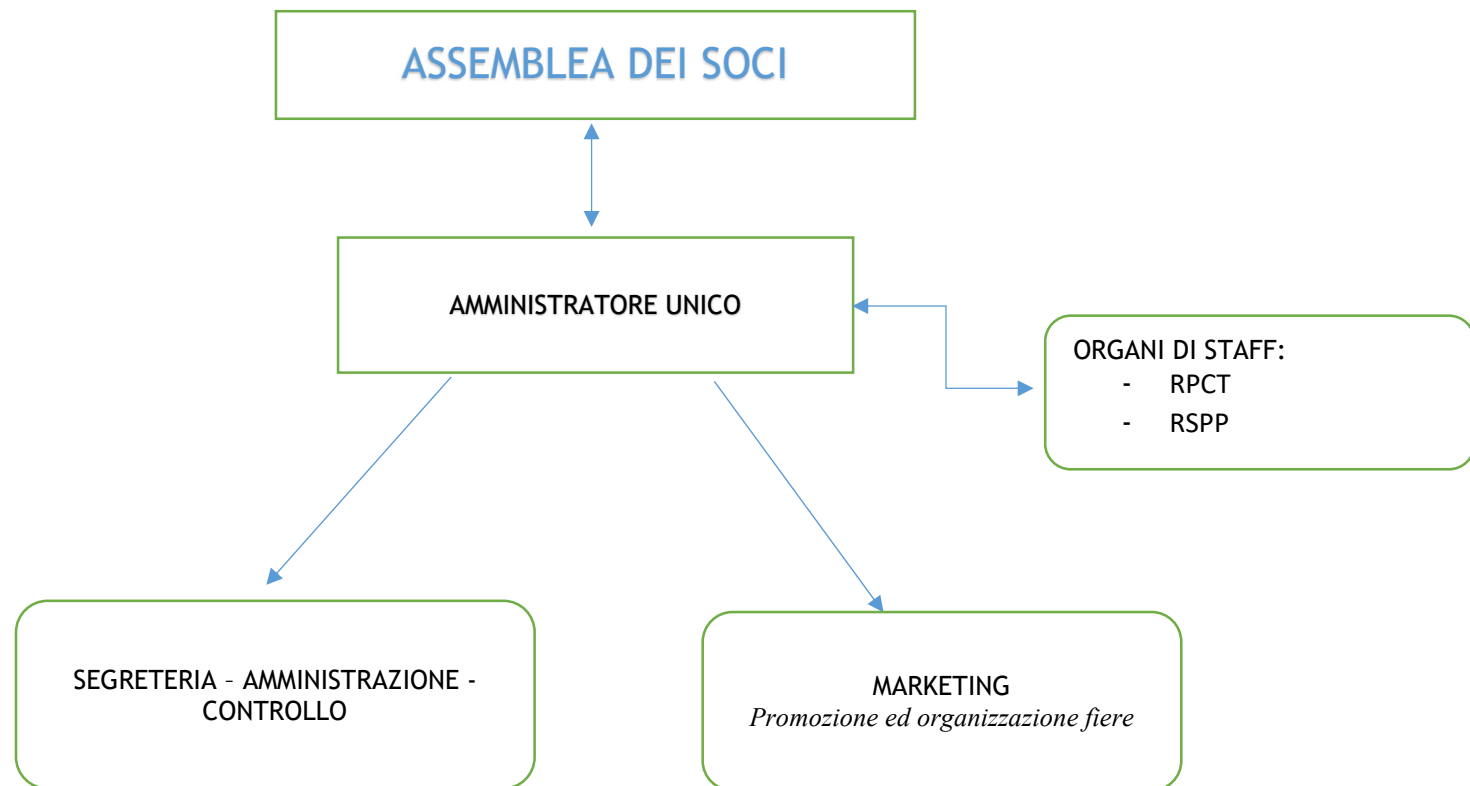 ASSEMBLEA DEI SOCI
AMMINISTRATORE UNICO
ORGANI DI STAFF:
- RPCT
- RSPP
SEGRETERIA – AMMINISTRAZIONE -
CONTROLLO
MARKETING
Promozione ed organizzazione fiere